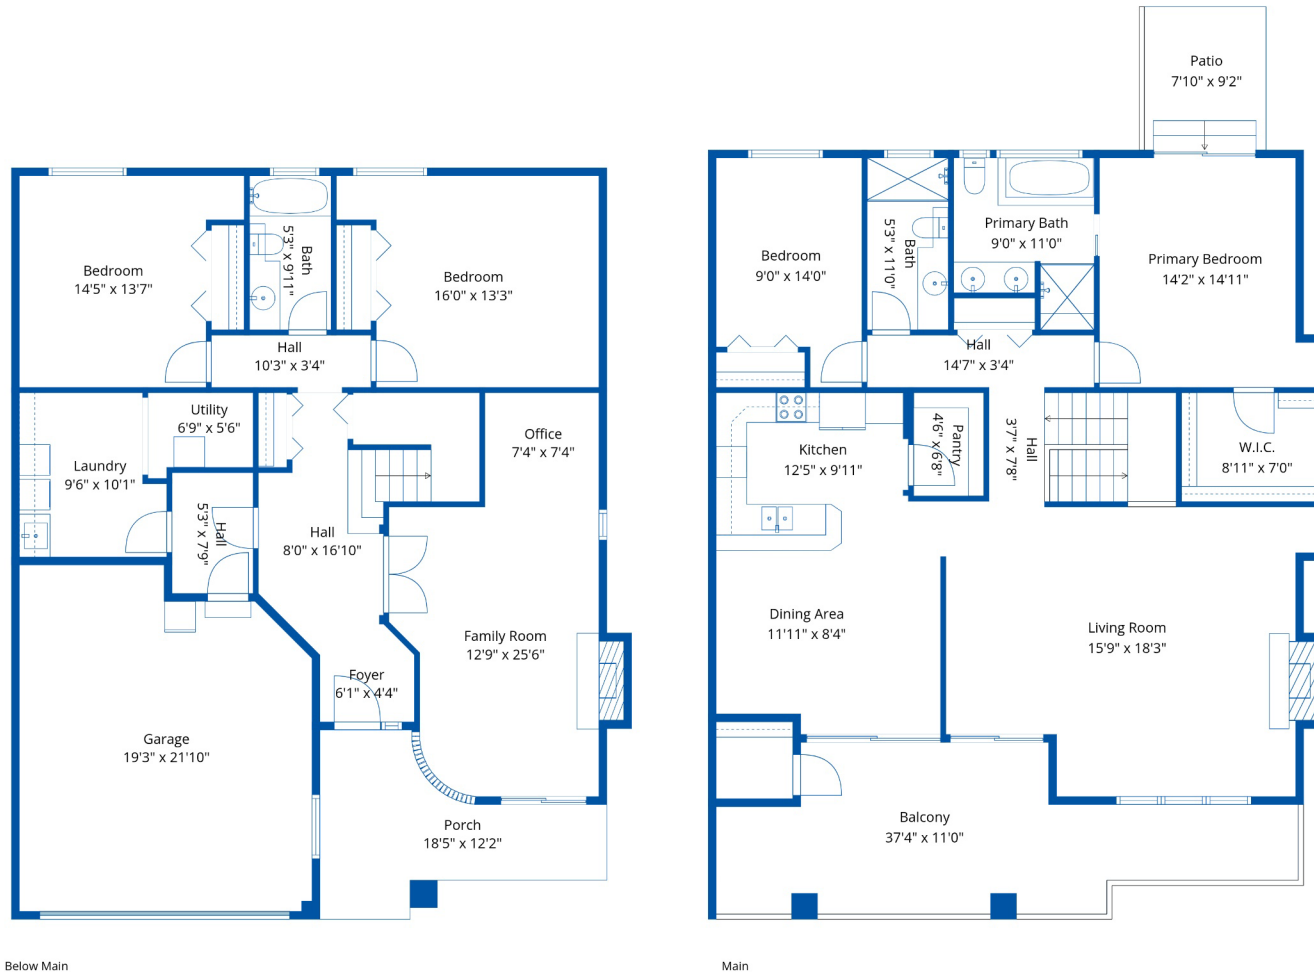 Bedroom
14'5" x 13'7"
Bath
5'3" x 9'11"
Bedroom
16'0" x 13'3"
Hall
10'3" x 3'4"
Utility
6'9" x 5'6"
Laundry
9'6" x 10'1"
Hall
5'3" x 7'9"
Hall
8'0" x 16'10"
Office
7'4" x 7'4"
Family Room
12'9" x 25'6"
Foyer
6'1" x 4'4"
Garage
19'3" x 21'10"
Porch
18'5" x 12'2"
Below Main
Patio
7'10" x 9'2"
Bedroom
9'0" x 14'0"
Bath
5'3" x 11'0"
Primary Bath
9'0" x 11'0"
Primary Bedroom
14'2" x 14'11"
Hall
14'7" x 3'4"
Kitchen
12'5" x 9'11"
Pantry
4'6" x 6'8"
Hall
3'7" x 7'8"
W.I.C.
8'11" x 7'0"
Dining Area
11'11" x 8'4"
Living Room
15'9" x 18'3"
Balcony
37'4" x 11'0"
Main